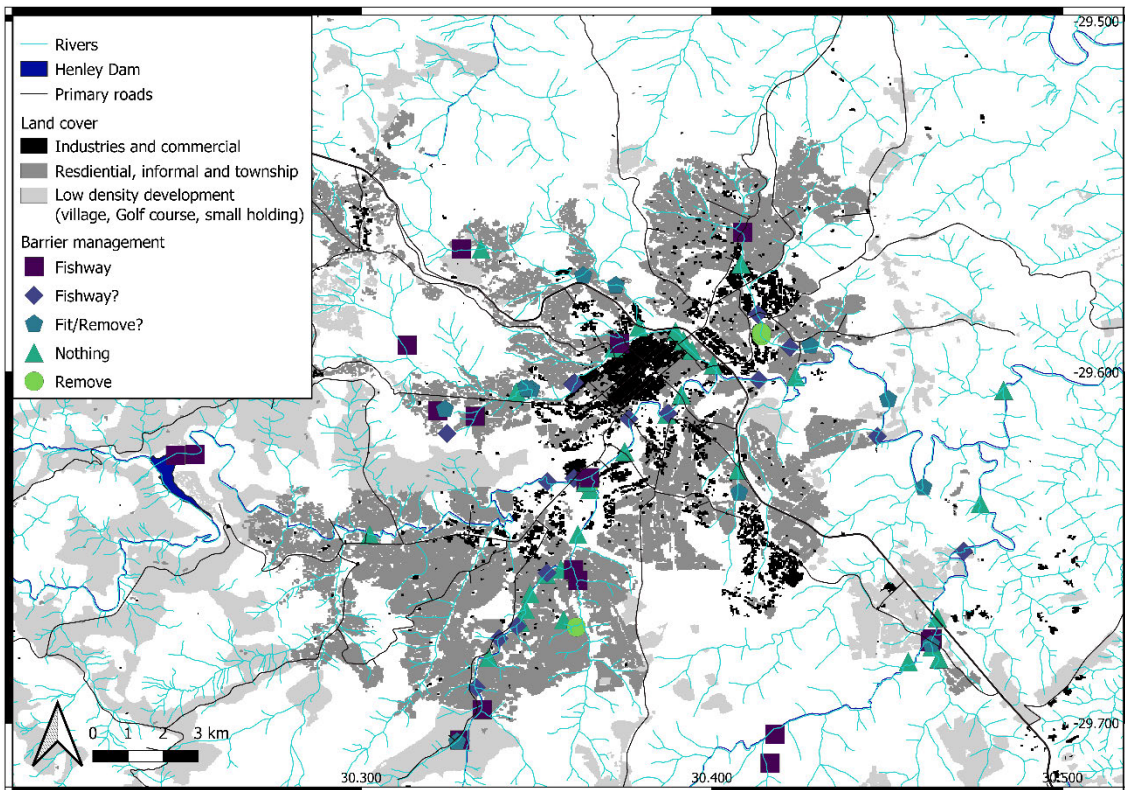 Rivers
Henley Dam
Primary roads
Land cover
Industries and commercial
Resdiential, informal and township
Low density development
(village, Golf course, small holding)
Barrier management
Fishway
Fishway?
Fit/Remove?
Nothing
Remove
-29.500
-29.600
-29.700
0 1 2 3 km
30.300
30.400
30.500